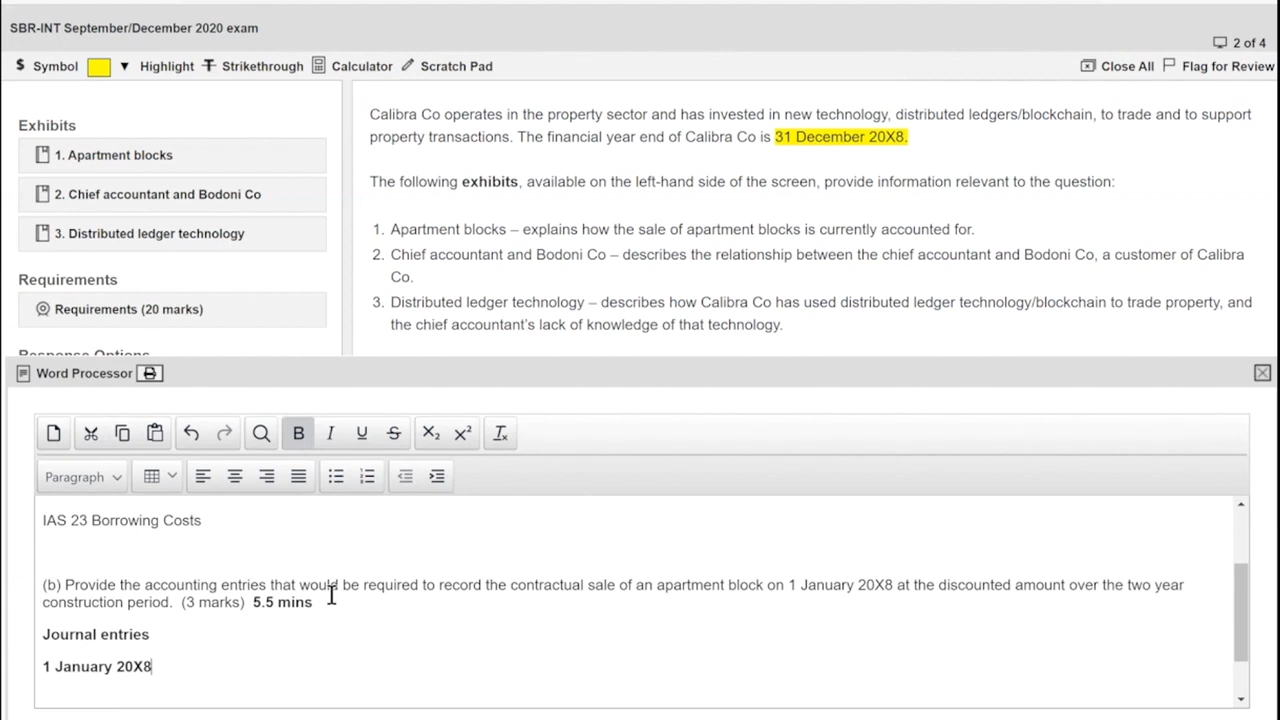 SBR-INT September/December 2020 exam
2 of 4
$ Symbol Highlight T Strikethrough Calculator Scratch Pad Close All Flag for Review
Exhibits
1. Apartment blocks
2. Chief accountant and Bodoni Co
3. Distributed ledger technology
Requirements
Requirements (20 marks)
Response Options
Calibra Co operates in the property sector and has invested in new technology, distributed ledgers/blockchain, to trade and to support
property transactions. The financial year end of Calibra Co is 31 December 20X8.
The following exhibits, available on the left-hand side of the screen, provide information relevant to the question:
1. Apartment blocks – explains how the sale of apartment blocks is currently accounted for.
2. Chief accountant and Bodoni Co – describes the relationship between the chief accountant and Bodoni Co, a customer of Calibra
Co.
3. Distributed ledger technology – describes how Calibra Co has used distributed ledger technology/blockchain to trade property, and
the chief accountant's lack of knowledge of that technology.
Word Processor
B I U S X₂ X² Tx
Paragraph
IAS 23 Borrowing Costs
(b) Provide the accounting entries that would be required to record the contractual sale of an apartment block on 1 January 20X8 at the discounted amount over the two year
construction period. (3 marks) 5.5 mins
Journal entries
1 January 20X8